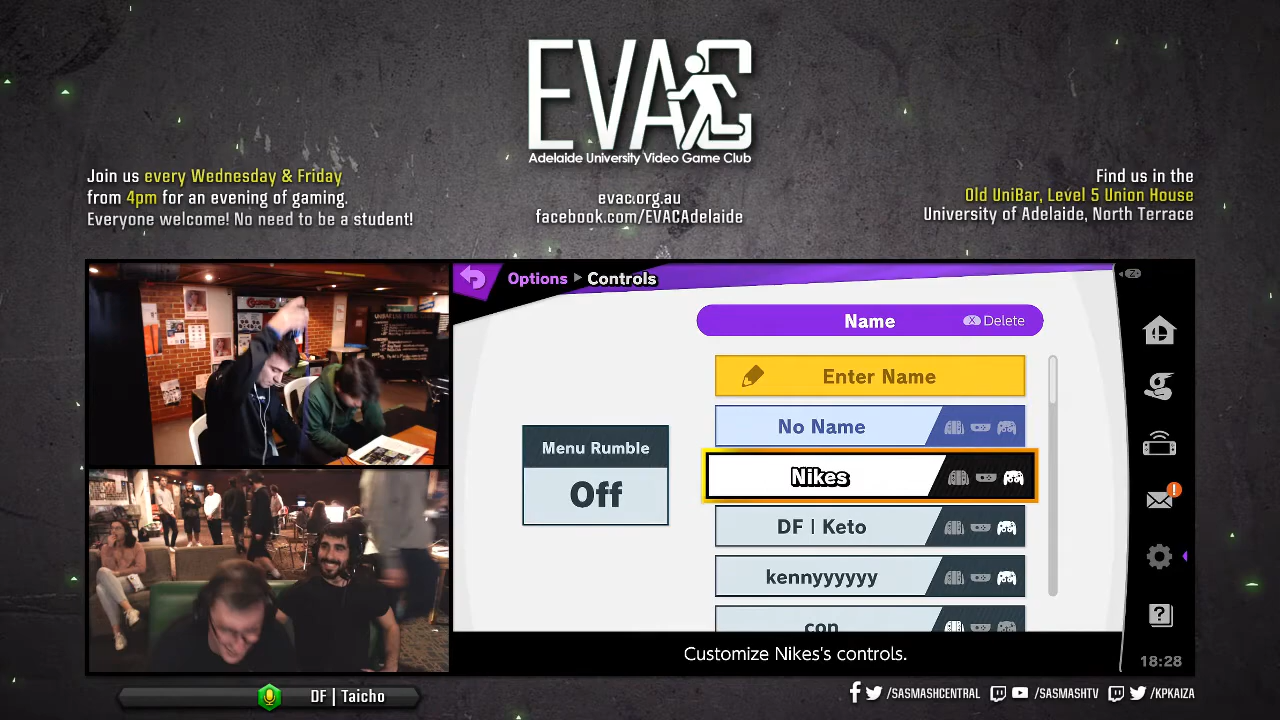 EVAC
Adelaide University Video Game Club
Join us every Wednesday & Friday
from 4pm for an evening of gaming.
Everyone welcome! No need to be a student!
evac.org.au
facebook.com/EVACAdelaide
Find us in the
Old UniBar, Level 5 Union House
University of Adelaide, North Terrace
Options ▸ Controls
Name
X Delete
Enter Name
No Name
Nikes
DF | Keto
kennyyyyyy
con
Menu Rumble
Off
Customize Nikes's controls.
ZR
18:28
DF | Taicho
/SASMASHCENTRAL
/SASMASHTV
/KPKAIZA